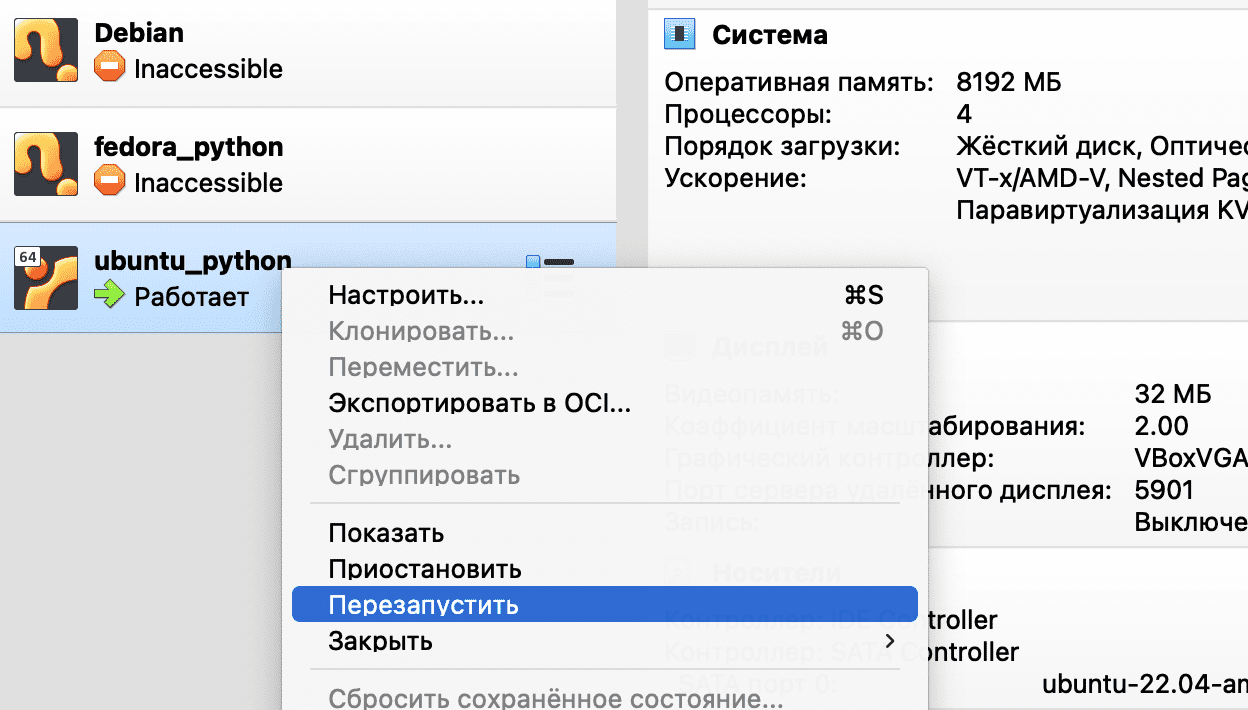 Debian
Inaccessible
fedora_python
Inaccessible
64
ubuntu_python
Работает
Настроить... ⌘S
Клонировать... ⌘O
Переместить...
Экспортировать в OCI...
Удалить...
Сгруппировать
Показать
Приостановить
Перезапустить
Закрыть
Сбросить сохранённое состояние...
Система
Оперативная память: 8192 МБ
Процессоры: 4
Порядок загрузки: Жёсткий диск, Оптичес
Ускорение: VT-x/AMD-V, Nested Pag
Паравиртуализация KV
Дисплей
Видеопамять: 32 МБ
Коэффициент масштабирования: 2.00
Графический контроллер: VBoxVGA
Порт сервера удалённого дисплея: 5901
Запись: Выключе
Носители
Контроллер: IDE Controller
Контроллер: SATA Controller
SATA порт 0: ubuntu-22.04-am